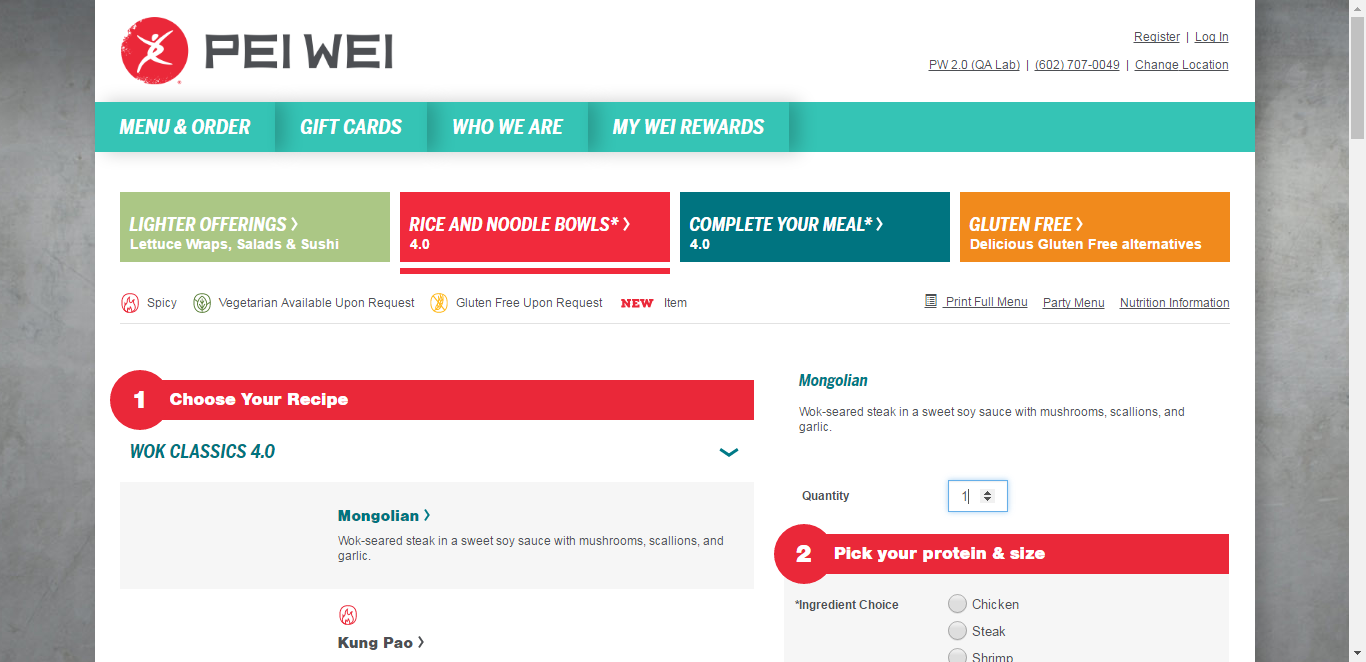 PEI WEI
Register | Log In
PW 2.0 (QA Lab) | (602) 707-0049 | Change Location
MENU & ORDER GIFT CARDS WHO WE ARE MY WEI REWARDS
LIGHTER OFFERINGS >
Lettuce Wraps, Salads & Sushi
RICE AND NOODLE BOWLS* >
4.0
COMPLETE YOUR MEAL* >
4.0
GLUTEN FREE >
Delicious Gluten Free alternatives
Spicy Vegetarian Available Upon Request Gluten Free Upon Request NEW Item
Print Full Menu Party Menu Nutrition Information
1 Choose Your Recipe
WOK CLASSICS 4.0
Mongolian >
Wok-seared steak in a sweet soy sauce with mushrooms, scallions, and
garlic.
Kung Pao >
Mongolian
Wok-seared steak in a sweet soy sauce with mushrooms, scallions, and
garlic.
Quantity 1
2 Pick your protein & size
*Ingredient Choice Chicken
Steak
Shrimp